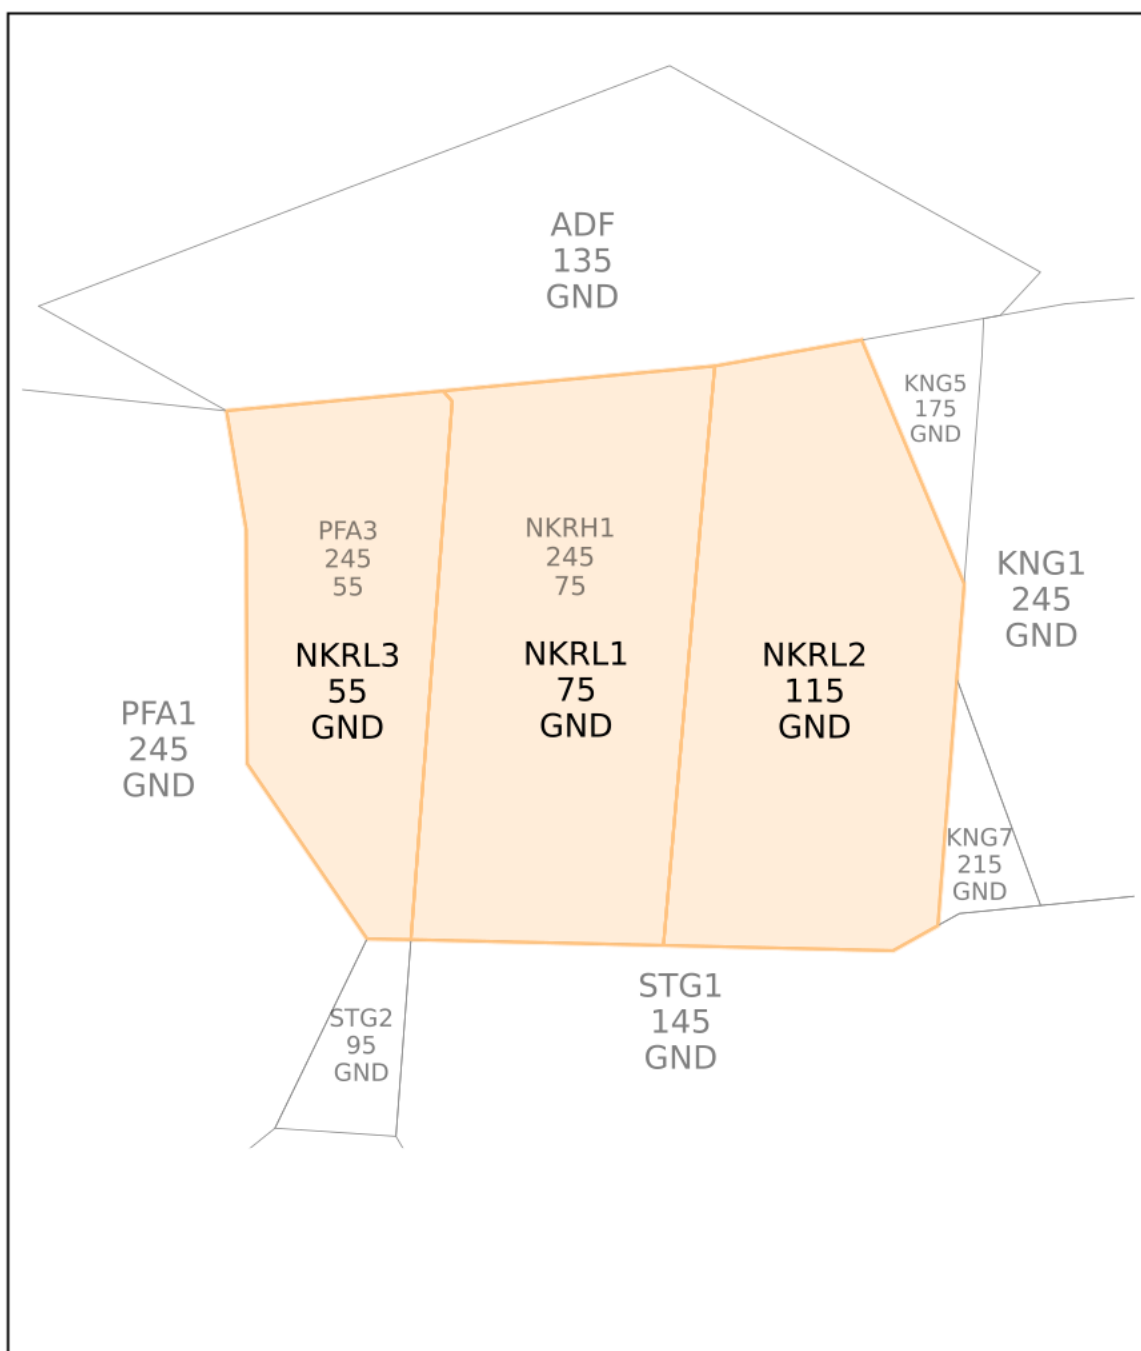 ADF
135
GND
KNG5
175
GND
PFA3
245
55
NKRH1
245
75
KNG1
245
GND
NKRL3
55
GND
NKRL1
75
GND
NKRL2
115
GND
PFA1
245
GND
KNG7
215
GND
STG2
95
GND
STG1
145
GND